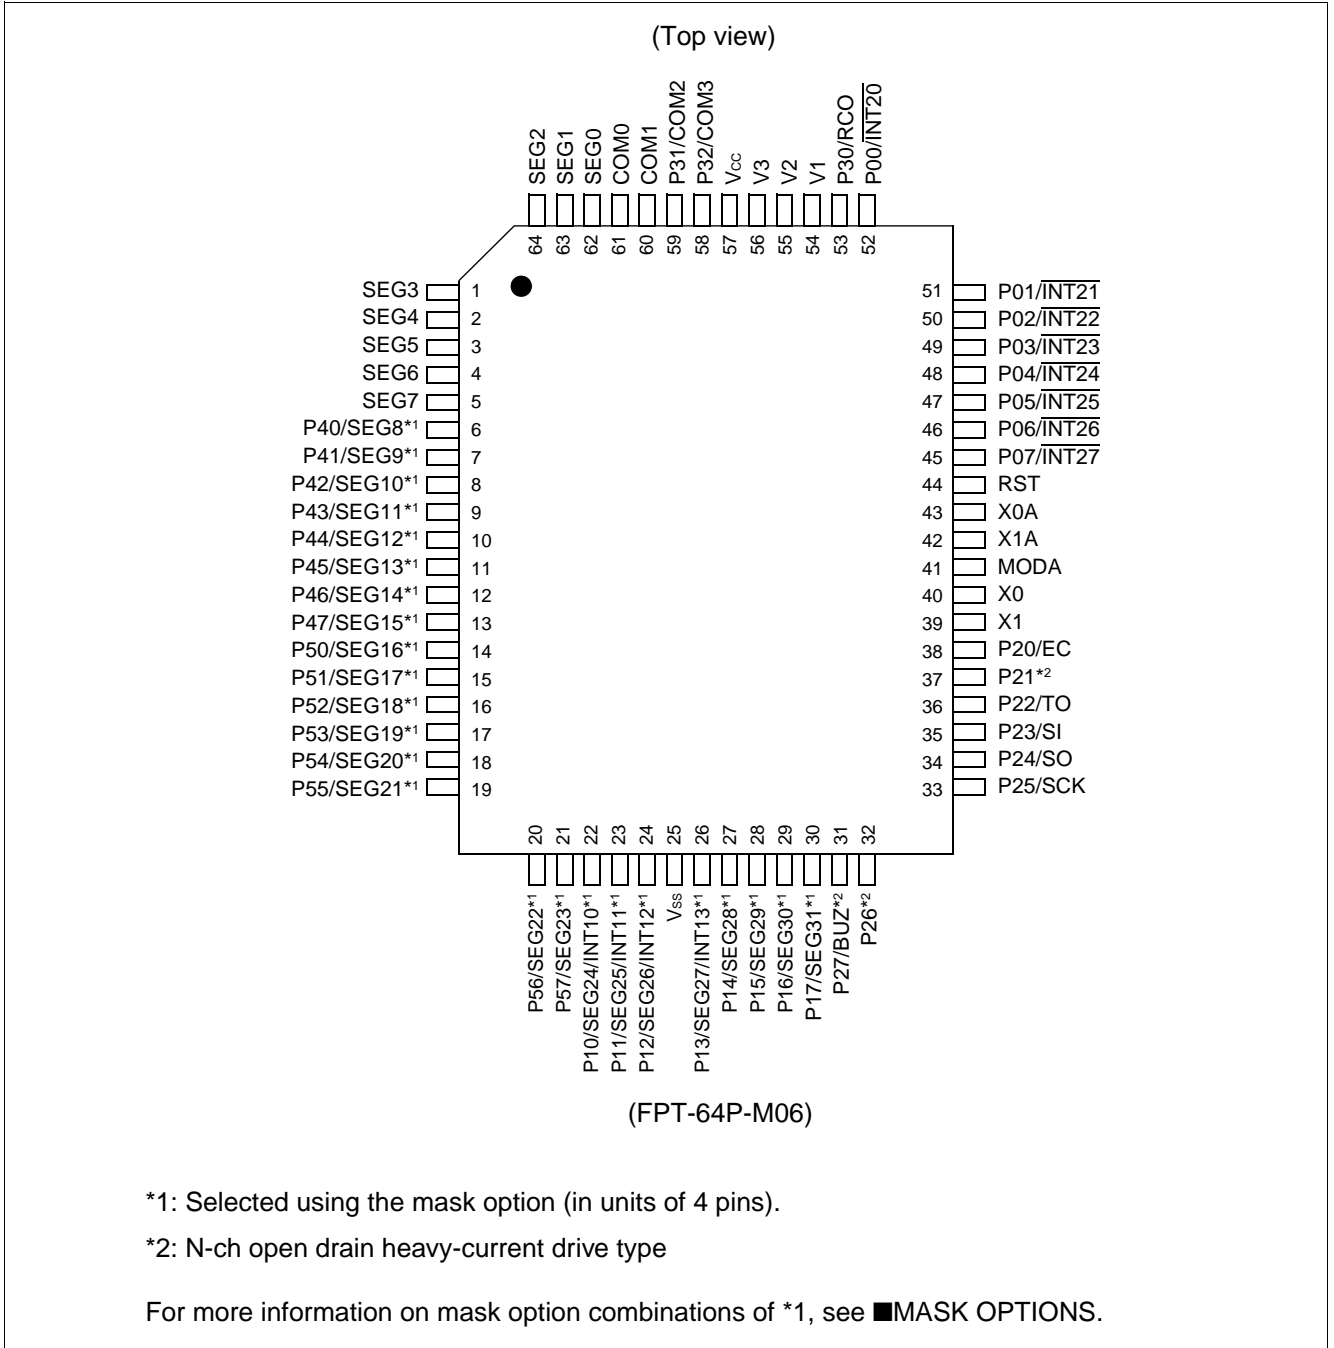 (Top view)
SEG2
SEG1
SEG0
COM0
COM1
P31/COM2
P32/COM3
Vcc
V3
V2
V1
P30/RCO
P00/INT20
64
63
62
61
60
59
58
57
56
55
54
53
52
SEG3 1
SEG4 2
SEG5 3
SEG6 4
SEG7 5
P40/SEG8*1 6
P41/SEG9*1 7
P42/SEG10*1 8
P43/SEG11*1 9
P44/SEG12*1 10
P45/SEG13*1 11
P46/SEG14*1 12
P47/SEG15*1 13
P50/SEG16*1 14
P51/SEG17*1 15
P52/SEG18*1 16
P53/SEG19*1 17
P54/SEG20*1 18
P55/SEG21*1 19
51 P01/INT21
50 P02/INT22
49 P03/INT23
48 P04/INT24
47 P05/INT25
46 P06/INT26
45 P07/INT27
44 RST
43 X0A
42 X1A
41 MODA
40 X0
39 X1
38 P20/EC
37 P21*2
36 P22/TO
35 P23/SI
34 P24/SO
33 P25/SCK
20
21
22
23
24
25
26
27
28
29
30
31
32
P56/SEG22*1
P57/SEG23*1
P10/SEG24/INT10*1
P11/SEG25/INT11*1
P12/SEG26/INT12*1
Vss
P13/SEG27/INT13*1
P14/SEG28*1
P15/SEG29*1
P16/SEG30*1
P17/SEG31*1
P27/BUZ*2
P26*2
(FPT-64P-M06)
*1: Selected using the mask option (in units of 4 pins).
*2: N-ch open drain heavy-current drive type
For more information on mask option combinations of *1, see ■MASK OPTIONS.